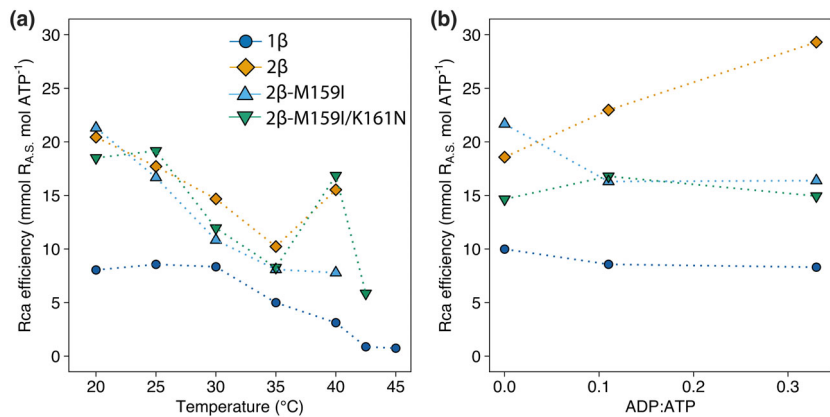 (a)
(b)
Rca efficiency (mmol R_A.S. mol ATP⁻¹)
30
25
20
15
10
5
0
1β
2β
2β-M159I
2β-M159I/K161N
20 25 30 35 40 45
Temperature (°C)
Rca efficiency (mmol R_A.S. mol ATP⁻¹)
30
25
20
15
10
5
0
0.0 0.1 0.2 0.3
ADP:ATP